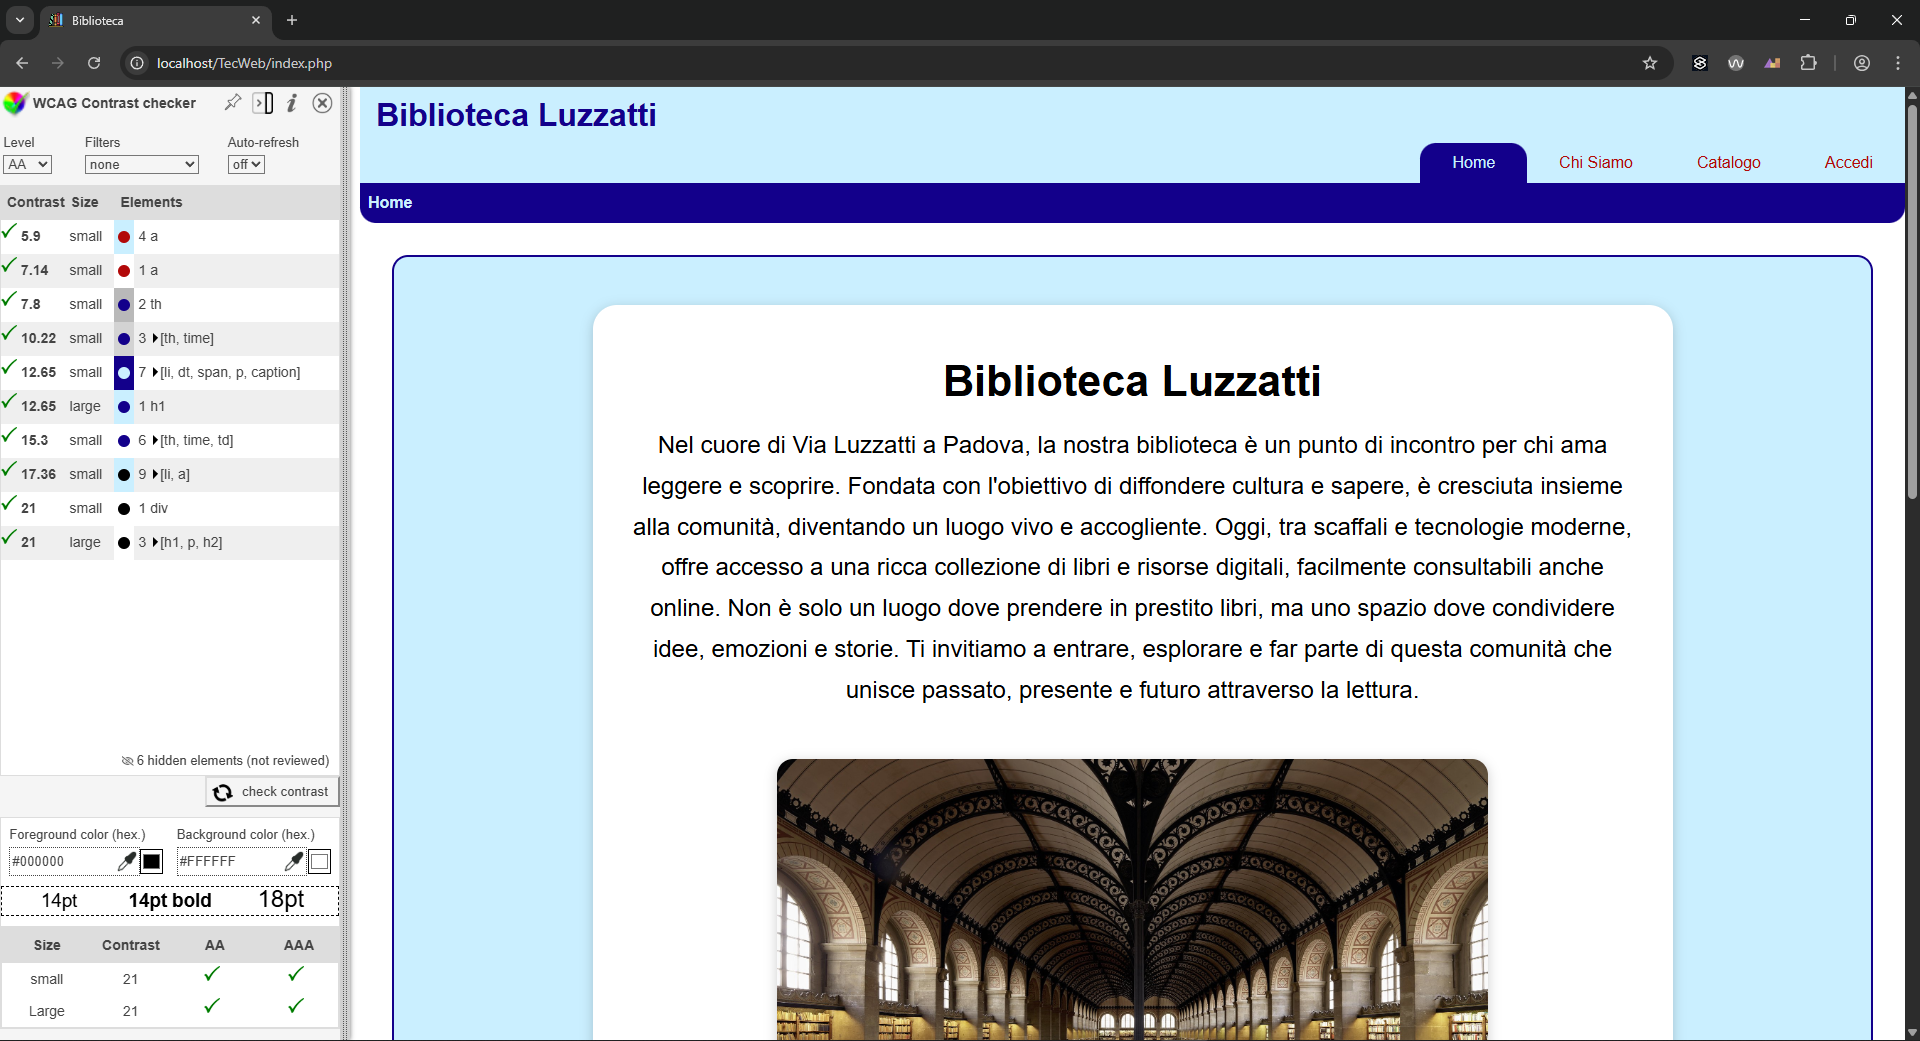 Biblioteca
localhost/TecWeb/index.php
WCAG Contrast checker
Level Filters Auto-refresh
AA none off
Contrast Size Elements
5.9 small 4 a
7.14 small 1 a
7.8 small 2 th
10.22 small 3 [th, time]
12.65 small 7 [li, dt, span, p, caption]
12.65 large 1 h1
15.3 small 6 [th, time, td]
17.36 small 9 [li, a]
21 small 1 div
21 large 3 [h1, p, h2]
6 hidden elements (not reviewed)
check contrast
Foreground color (hex.) Background color (hex.)
#000000 #FFFFFF
14pt 14pt bold 18pt
Size Contrast AA AAA
small 21
Large 21
Biblioteca Luzzatti
Home Chi Siamo Catalogo Accedi
Home
Biblioteca Luzzatti
Nel cuore di Via Luzzatti a Padova, la nostra biblioteca è un punto di incontro per chi ama
leggere e scoprire. Fondata con l'obiettivo di diffondere cultura e sapere, è cresciuta insieme
alla comunità, diventando un luogo vivo e accogliente. Oggi, tra scaffali e tecnologie moderne,
offre accesso a una ricca collezione di libri e risorse digitali, facilmente consultabili anche
online. Non è solo un luogo dove prendere in prestito libri, ma uno spazio dove condividere
idee, emozioni e storie. Ti invitiamo a entrare, esplorare e far parte di questa comunità che
unisce passato, presente e futuro attraverso la lettura.